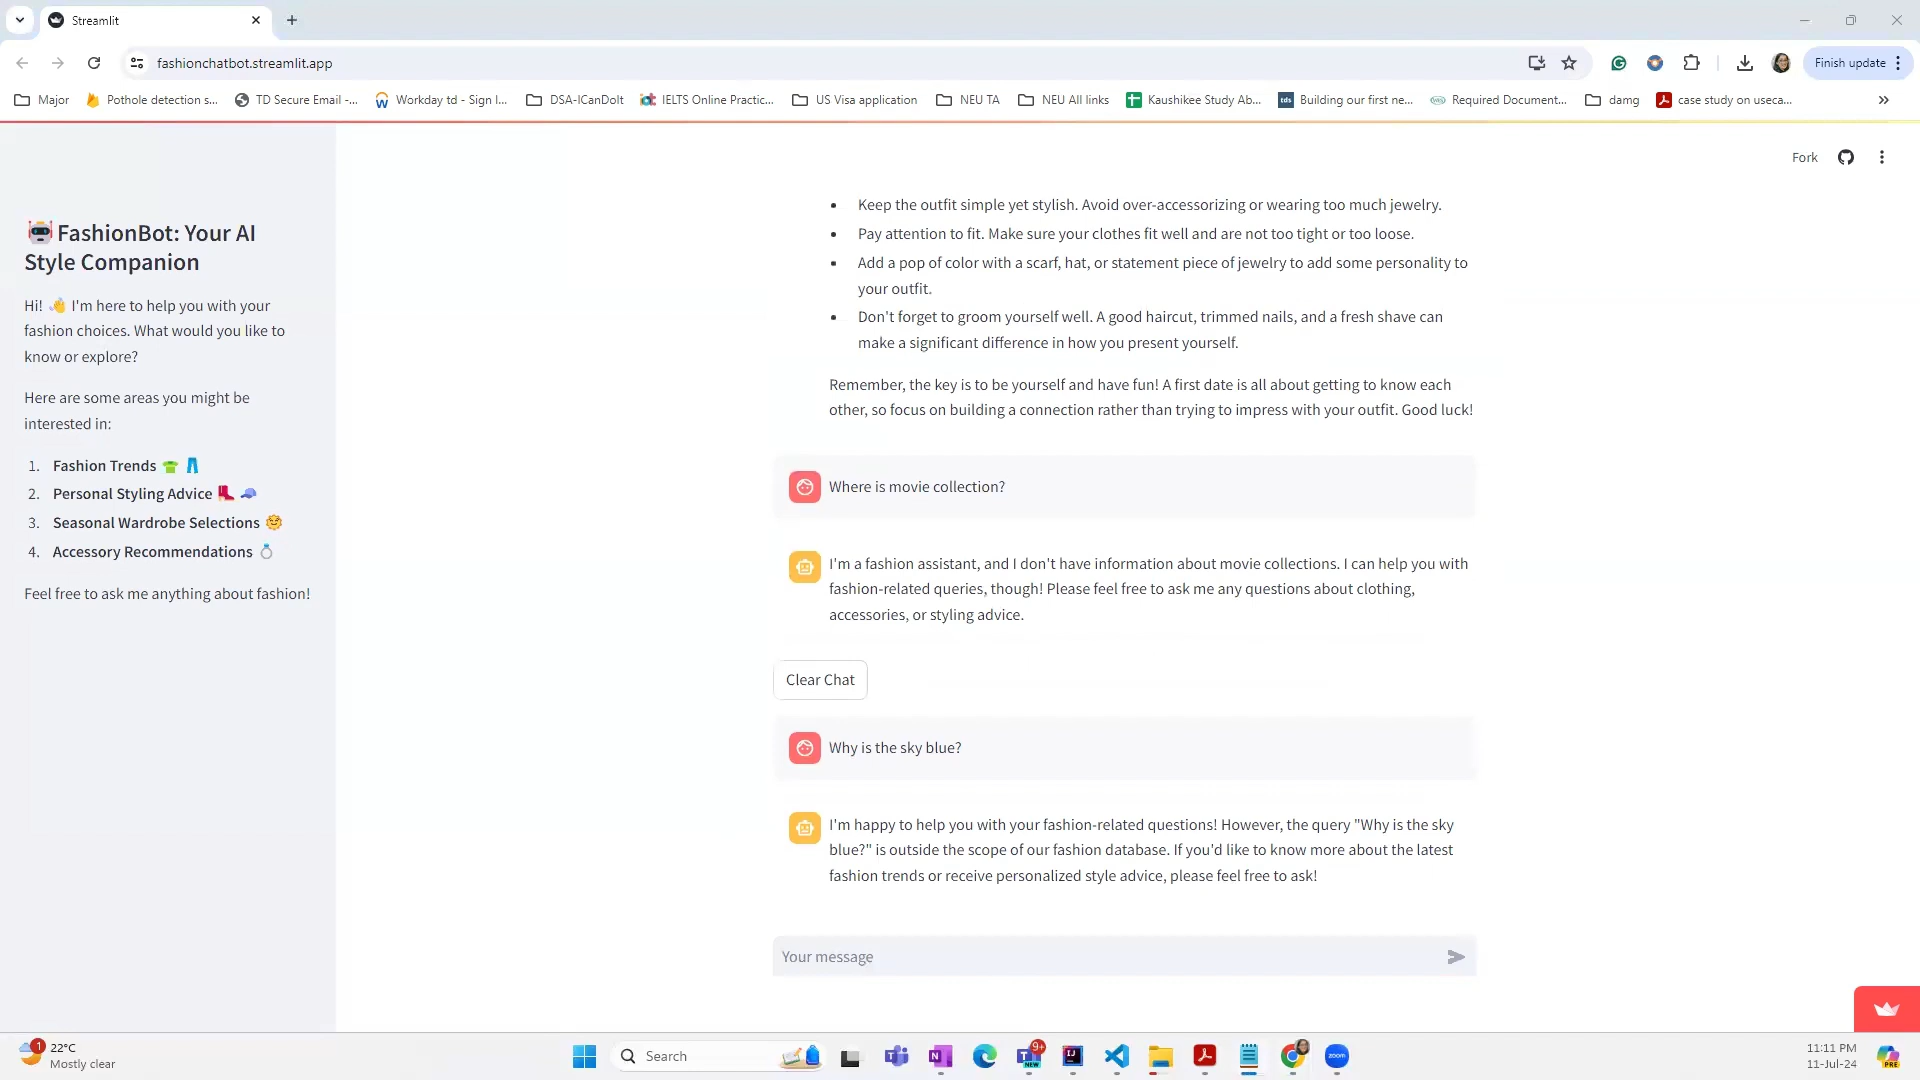 Streamlit
fashionchatbot.streamlit.app
Finish update
Major
Pothole detection s...
TD Secure Email -...
Workday td - Sign I...
DSA-ICanDoIt
IELTS Online Practic...
US Visa application
NEU TA
NEU All links
Kaushikee Study Ab...
Building our first ne...
Required Document...
damg
case study on useca...
Fork
FashionBot: Your AI
Style Companion
Hi! 👋 I'm here to help you with your
fashion choices. What would you like to
know or explore?
Here are some areas you might be
interested in:
1. Fashion Trends
2. Personal Styling Advice
3. Seasonal Wardrobe Selections
4. Accessory Recommendations
Feel free to ask me anything about fashion!
• Keep the outfit simple yet stylish. Avoid over-accessorizing or wearing too much jewelry.
• Pay attention to fit. Make sure your clothes fit well and are not too tight or too loose.
• Add a pop of color with a scarf, hat, or statement piece of jewelry to add some personality to
your outfit.
• Don't forget to groom yourself well. A good haircut, trimmed nails, and a fresh shave can
make a significant difference in how you present yourself.
Remember, the key is to be yourself and have fun! A first date is all about getting to know each
other, so focus on building a connection rather than trying to impress with your outfit. Good luck!
Where is movie collection?
I'm a fashion assistant, and I don't have information about movie collections. I can help you with
fashion-related queries, though! Please feel free to ask me any questions about clothing,
accessories, or styling advice.
Clear Chat
Why is the sky blue?
I'm happy to help you with your fashion-related questions! However, the query "Why is the sky
blue?" is outside the scope of our fashion database. If you'd like to know more about the latest
fashion trends or receive personalized style advice, please feel free to ask!
Your message
1
22°C
Mostly clear
Search
9+
NEW
zoom
11:11 PM
11-Jul-24
PRE